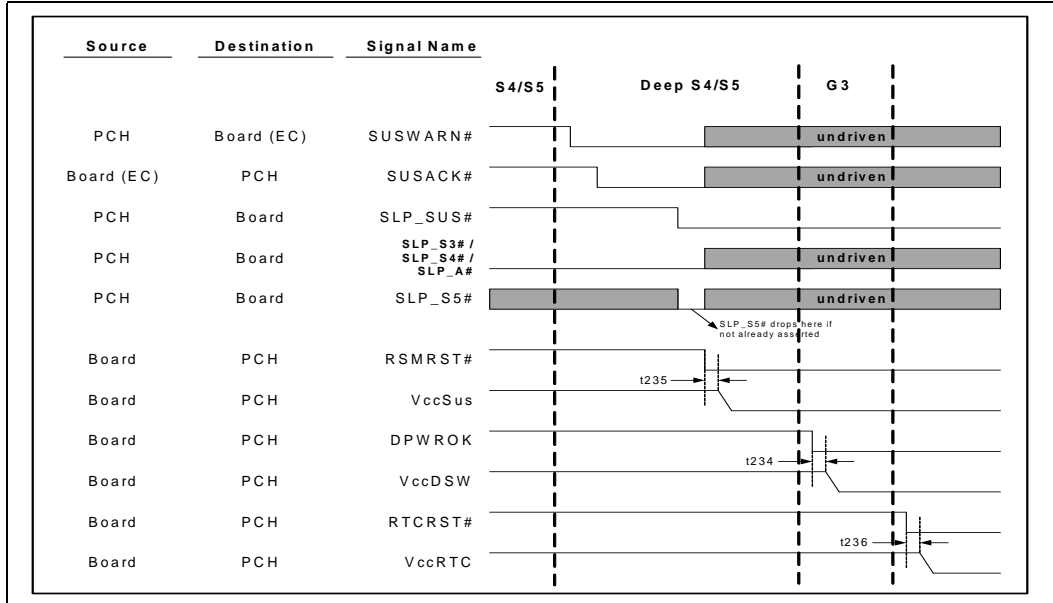 Source Destination Signal Name
S4/S5 Deep S4/S5 G3
PCH Board (EC) SUSWARN# undriven
Board (EC) PCH SUSACK# undriven
PCH Board SLP_SUS#
PCH Board SLP_S3# /
SLP_S4# /
SLP_A# undriven
PCH Board SLP_S5# undriven
SLP_S5# drops here if
not already asserted
Board PCH RSMRST#
t235
Board PCH VccSus
Board PCH DPWROK
t234
Board PCH VccDSW
Board PCH RTCRST#
t236
Board PCH VccRTC